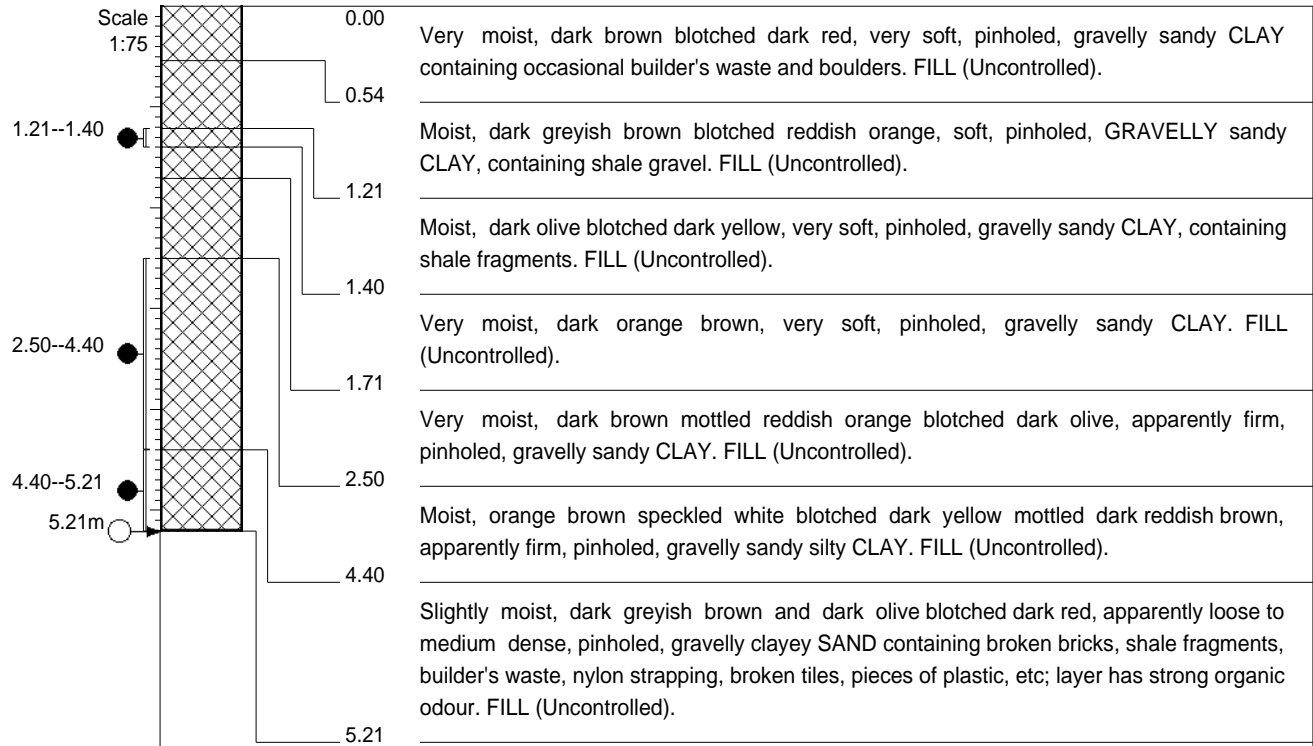 Scale
1:75
0.00
Very moist, dark brown blotched dark red, very soft, pinholed, gravelly sandy CLAY
containing occasional builder's waste and boulders. FILL (Uncontrolled).
0.54
1.21--1.40
Moist, dark greyish brown blotched reddish orange, soft, pinholed, GRAVELLY sandy
CLAY, containing shale gravel. FILL (Uncontrolled).
1.21
Moist, dark olive blotched dark yellow, very soft, pinholed, gravelly sandy CLAY, containing
shale fragments. FILL (Uncontrolled).
1.40
Very moist, dark orange brown, very soft, pinholed, gravelly sandy CLAY. FILL
(Uncontrolled).
2.50--4.40
1.71
Very moist, dark brown mottled reddish orange blotched dark olive, apparently firm,
pinholed, gravelly sandy CLAY. FILL (Uncontrolled).
2.50
4.40--5.21
5.21m
Moist, orange brown speckled white blotched dark yellow mottled dark reddish brown,
apparently firm, pinholed, gravelly sandy silty CLAY. FILL (Uncontrolled).
4.40
Slightly moist, dark greyish brown and dark olive blotched dark red, apparently loose to
medium dense, pinholed, gravelly clayey SAND containing broken bricks, shale fragments,
builder's waste, nylon strapping, broken tiles, pieces of plastic, etc; layer has strong organic
odour. FILL (Uncontrolled).
5.21